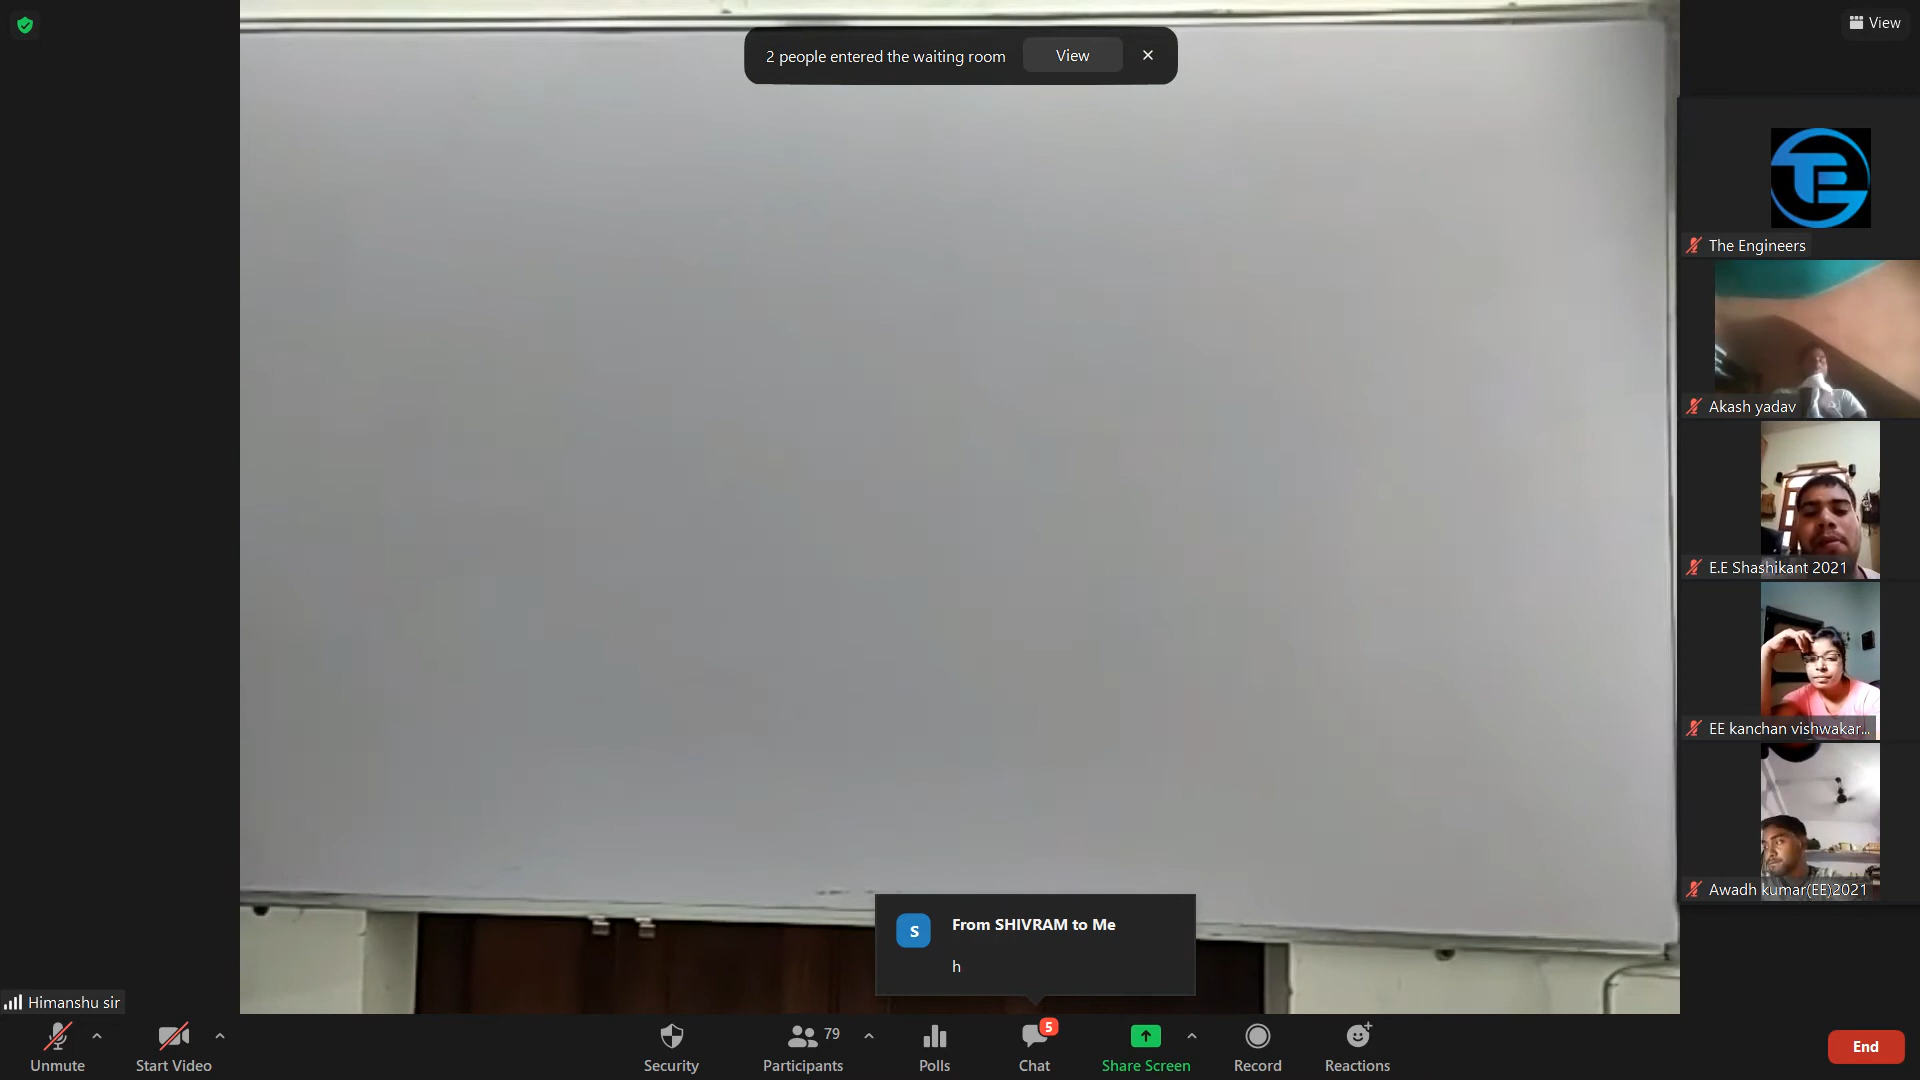 2 people entered the waiting room
View
View
The Engineers
Akash yadav
E.E Shashikant 2021
EE kanchan vishwakar...
Awadh kumar(EE)2021
S
From SHIVRAM to Me
h
Himanshu sir
Unmute
Start Video
Security
Participants
79
Polls
Chat
5
Share Screen
Record
Reactions
End